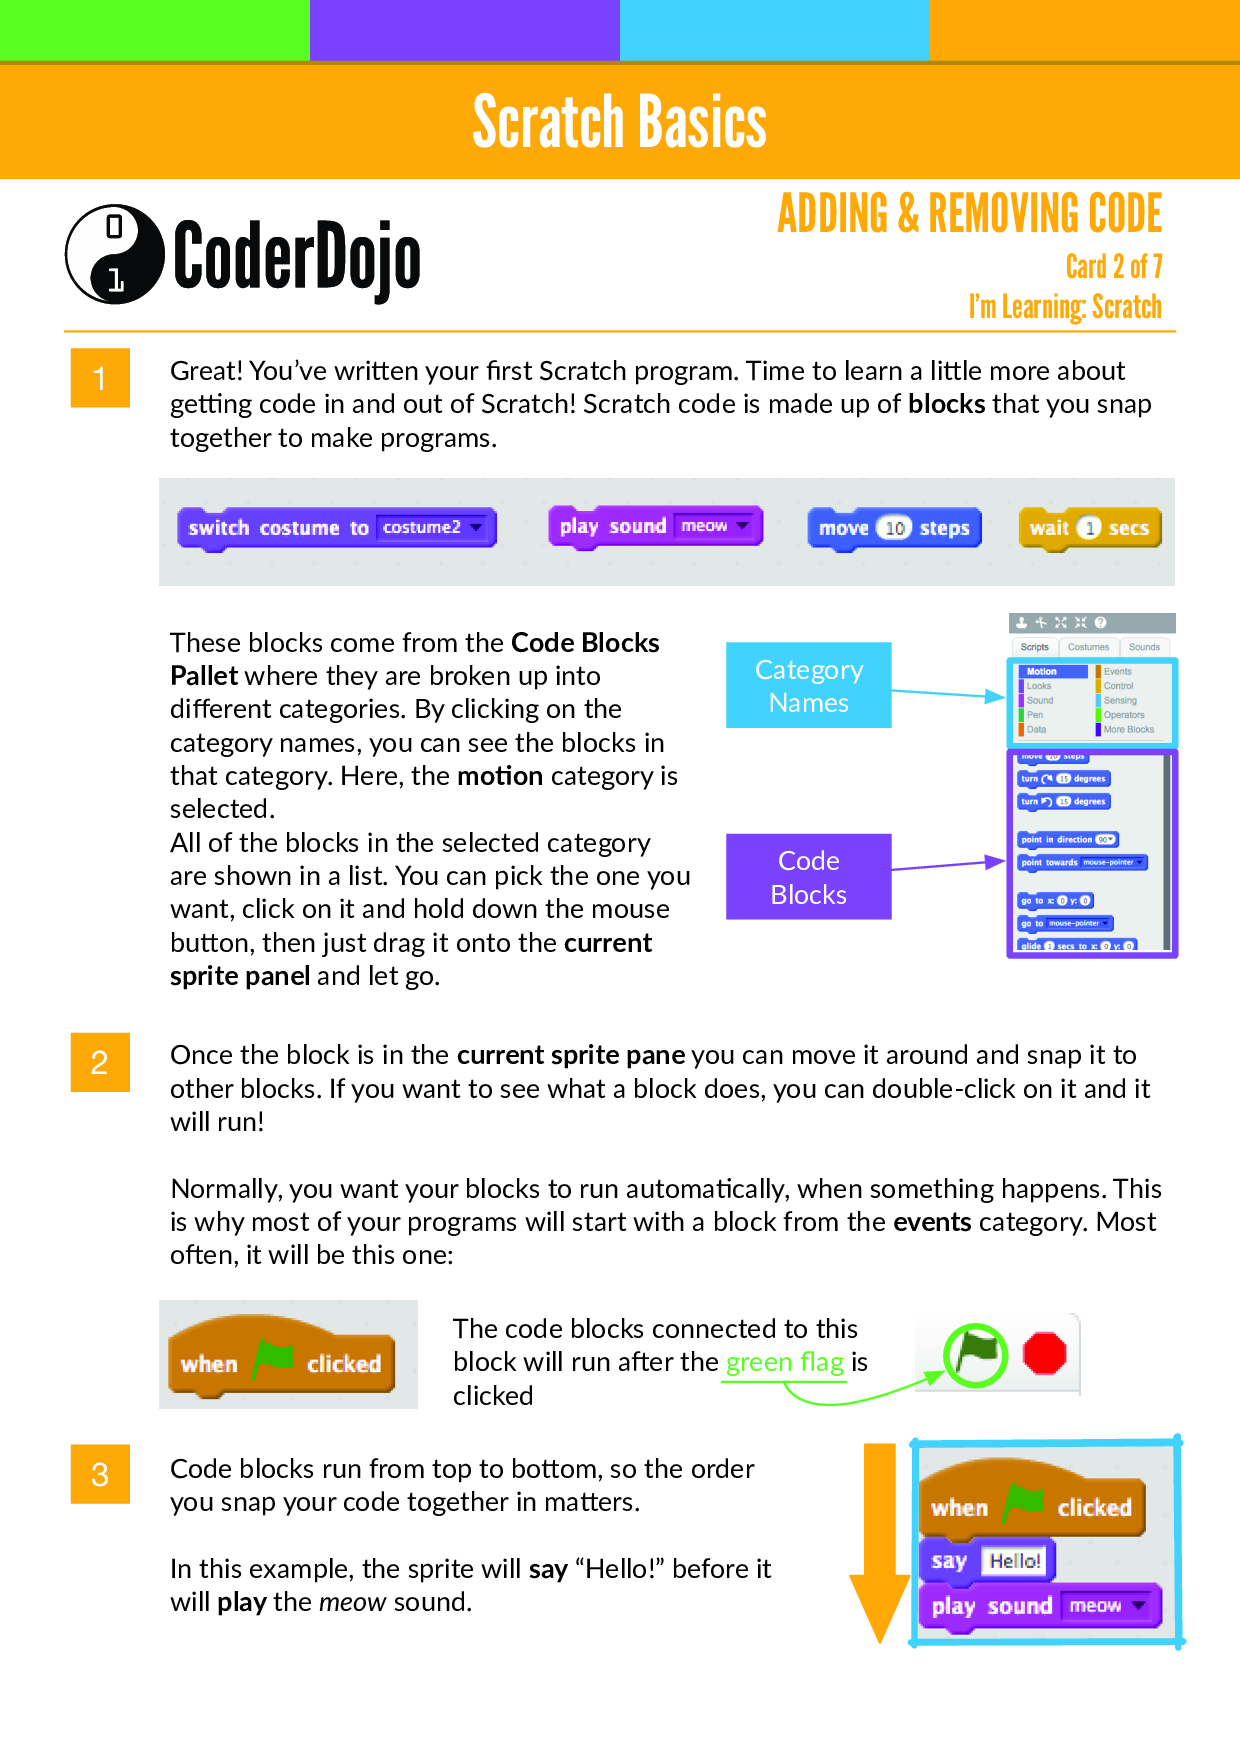 Scratch Basics
0
1
CoderDojo
ADDING & REMOVING CODE
Card 2 of 7
I'm Learning: Scratch
1
Great! You've written your first Scratch program. Time to learn a little more about
getting code in and out of Scratch! Scratch code is made up of blocks that you snap
together to make programs.
switch costume to costume2
play sound meow
move 10 steps
wait 1 secs
These blocks come from the Code Blocks
Pallet where they are broken up into
different categories. By clicking on the
category names, you can see the blocks in
that category. Here, the motion category is
selected.
All of the blocks in the selected category
are shown in a list. You can pick the one you
want, click on it and hold down the mouse
button, then just drag it onto the current
sprite panel and let go.
Category
Names
Code
Blocks
?
Scripts Costumes Sounds
Motion Events
Looks Control
Sound Sensing
Pen Operators
Data More Blocks
move 10 steps
turn 15 degrees
turn 15 degrees
point in direction 90
point towards mouse-pointer
go to x: 0 y: 0
go to mouse-pointer
glide 1 secs to x: 0 y: 0
2
Once the block is in the current sprite pane you can move it around and snap it to
other blocks. If you want to see what a block does, you can double-click on it and it
will run!
Normally, you want your blocks to run automatically, when something happens. This
is why most of your programs will start with a block from the events category. Most
often, it will be this one:
when clicked
The code blocks connected to this
block will run after the green flag is
clicked
3
Code blocks run from top to bottom, so the order
you snap your code together in matters.
In this example, the sprite will say “Hello!” before it
will play the meow sound.
when clicked
say Hello!
play sound meow